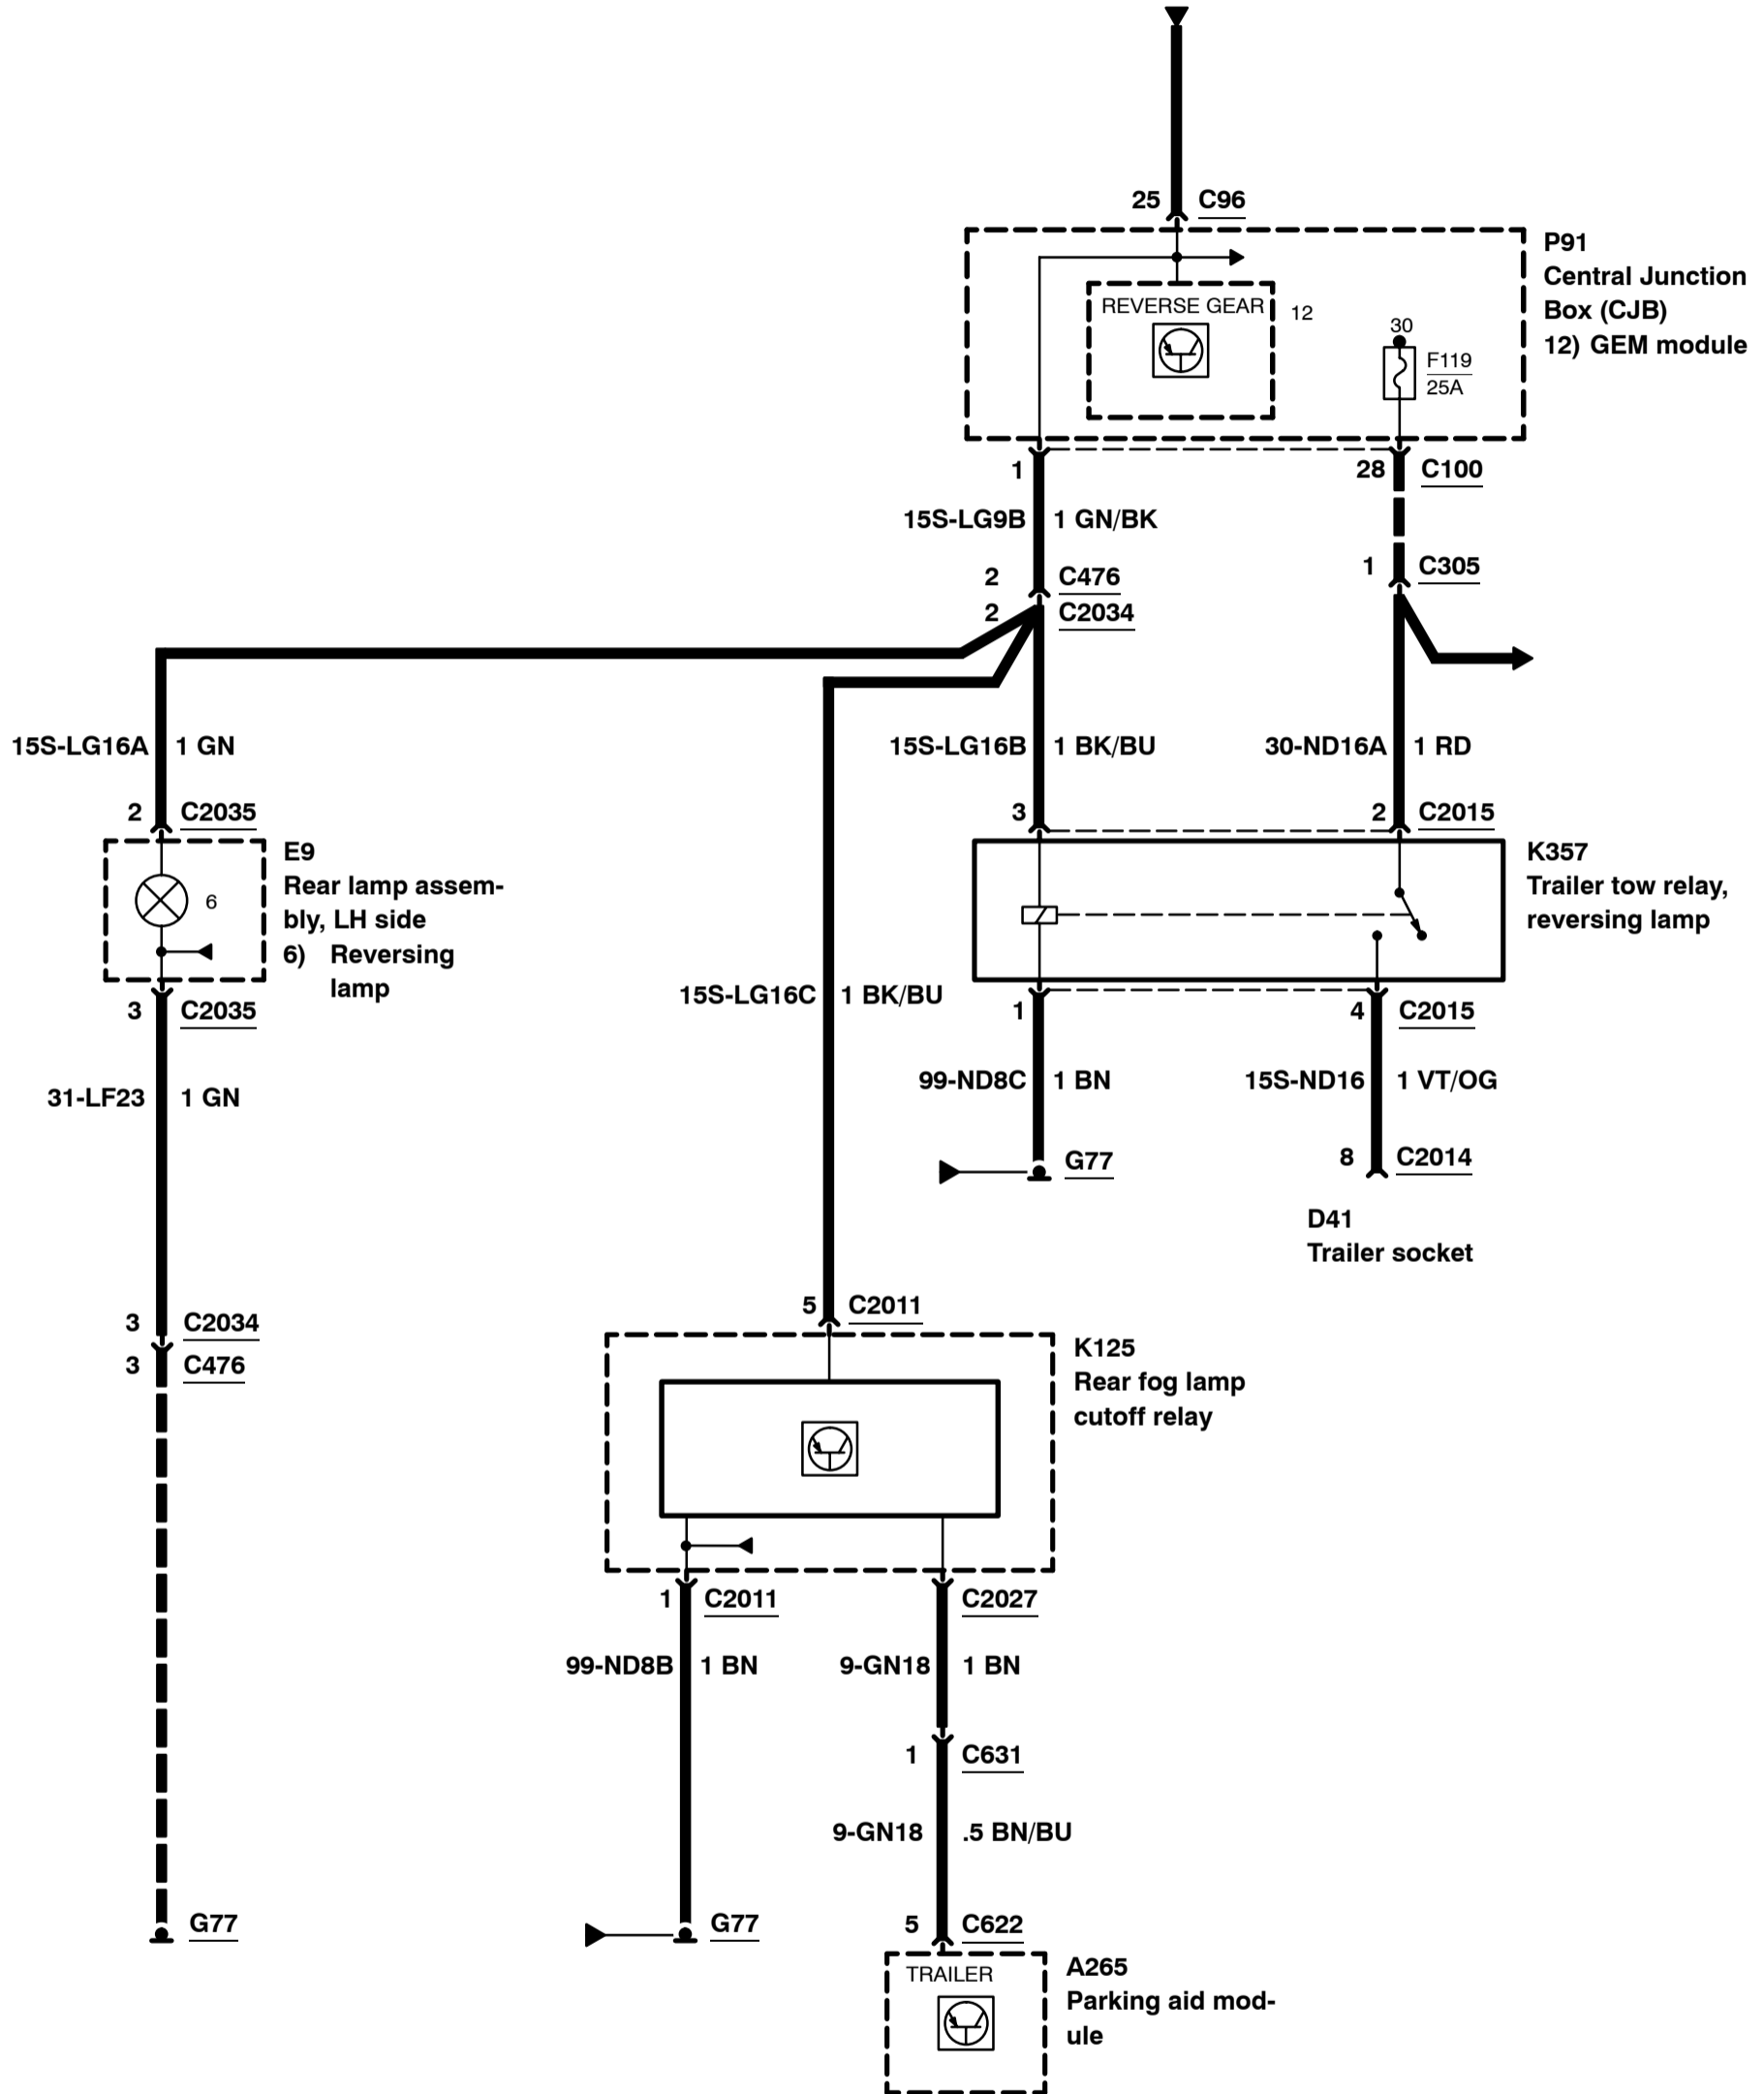 25 C96
P91
Central Junction
Box (CJB)
12) GEM module
REVERSE GEAR
12
30
F119
25A
1
28 C100
15S-LG9B 1 GN/BK
2 C476
1 C305
2 C2034
15S-LG16A 1 GN
15S-LG16B 1 BK/BU
30-ND16A 1 RD
2 C2035
3
2 C2015
E9
Rear lamp assem-
bly, LH side
6) Reversing
lamp
6
K357
Trailer tow relay,
reversing lamp
3 C2035
15S-LG16C 1 BK/BU
1
4 C2015
31-LF23 1 GN
99-ND8C 1 BN
15S-ND16 1 VT/OG
G77
8 C2014
D41
Trailer socket
5 C2011
3 C2034
3 C476
K125
Rear fog lamp
cutoff relay
1 C2011
C2027
99-ND8B 1 BN
9-GN18 1 BN
1 C631
9-GN18 .5 BN/BU
G77
G77
5 C622
TRAILER
A265
Parking aid mod-
ule